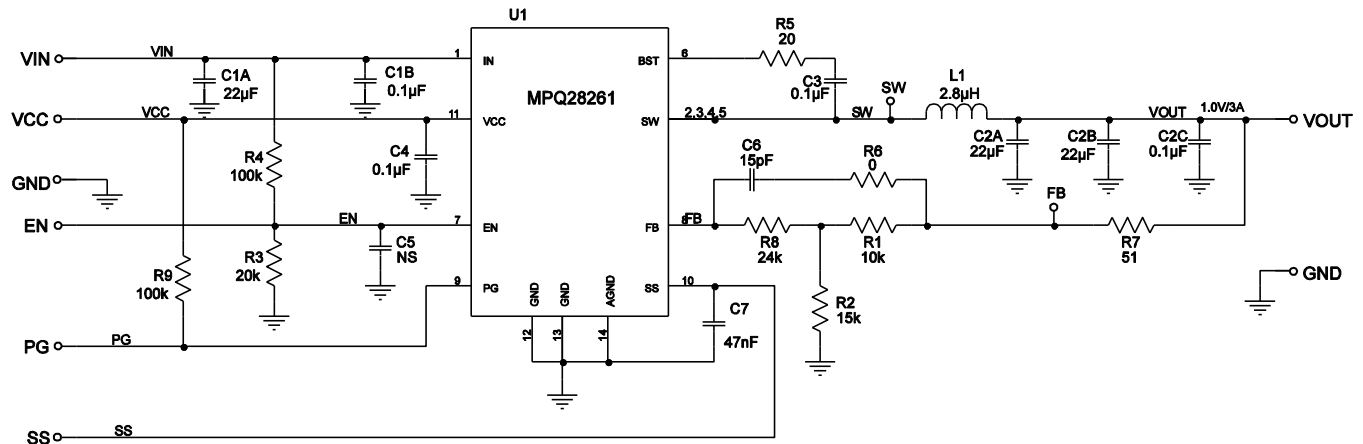 U1
MPQ28261
VIN
VIN
1
IN
C1A
22µF
C1B
0.1µF
VCC
VCC
11
VCC
R4
100k
C4
0.1µF
GND
EN
EN
7
EN
C5
NS
R3
20k
R9
100k
9
PG
PG
PG
SS
SS
GND
GND
AGND
12
13
14
BST
6
R5
20
C3
0.1µF
SW
2,3,4,5
SW
SW
L1
2.8µH
VOUT
1.0V/3A
VOUT
C2A
22µF
C2B
22µF
C2C
0.1µF
C6
15pF
R6
0
FB
8
FB
R8
24k
R1
10k
FB
R7
51
SS
10
C7
47nF
R2
15k
GND